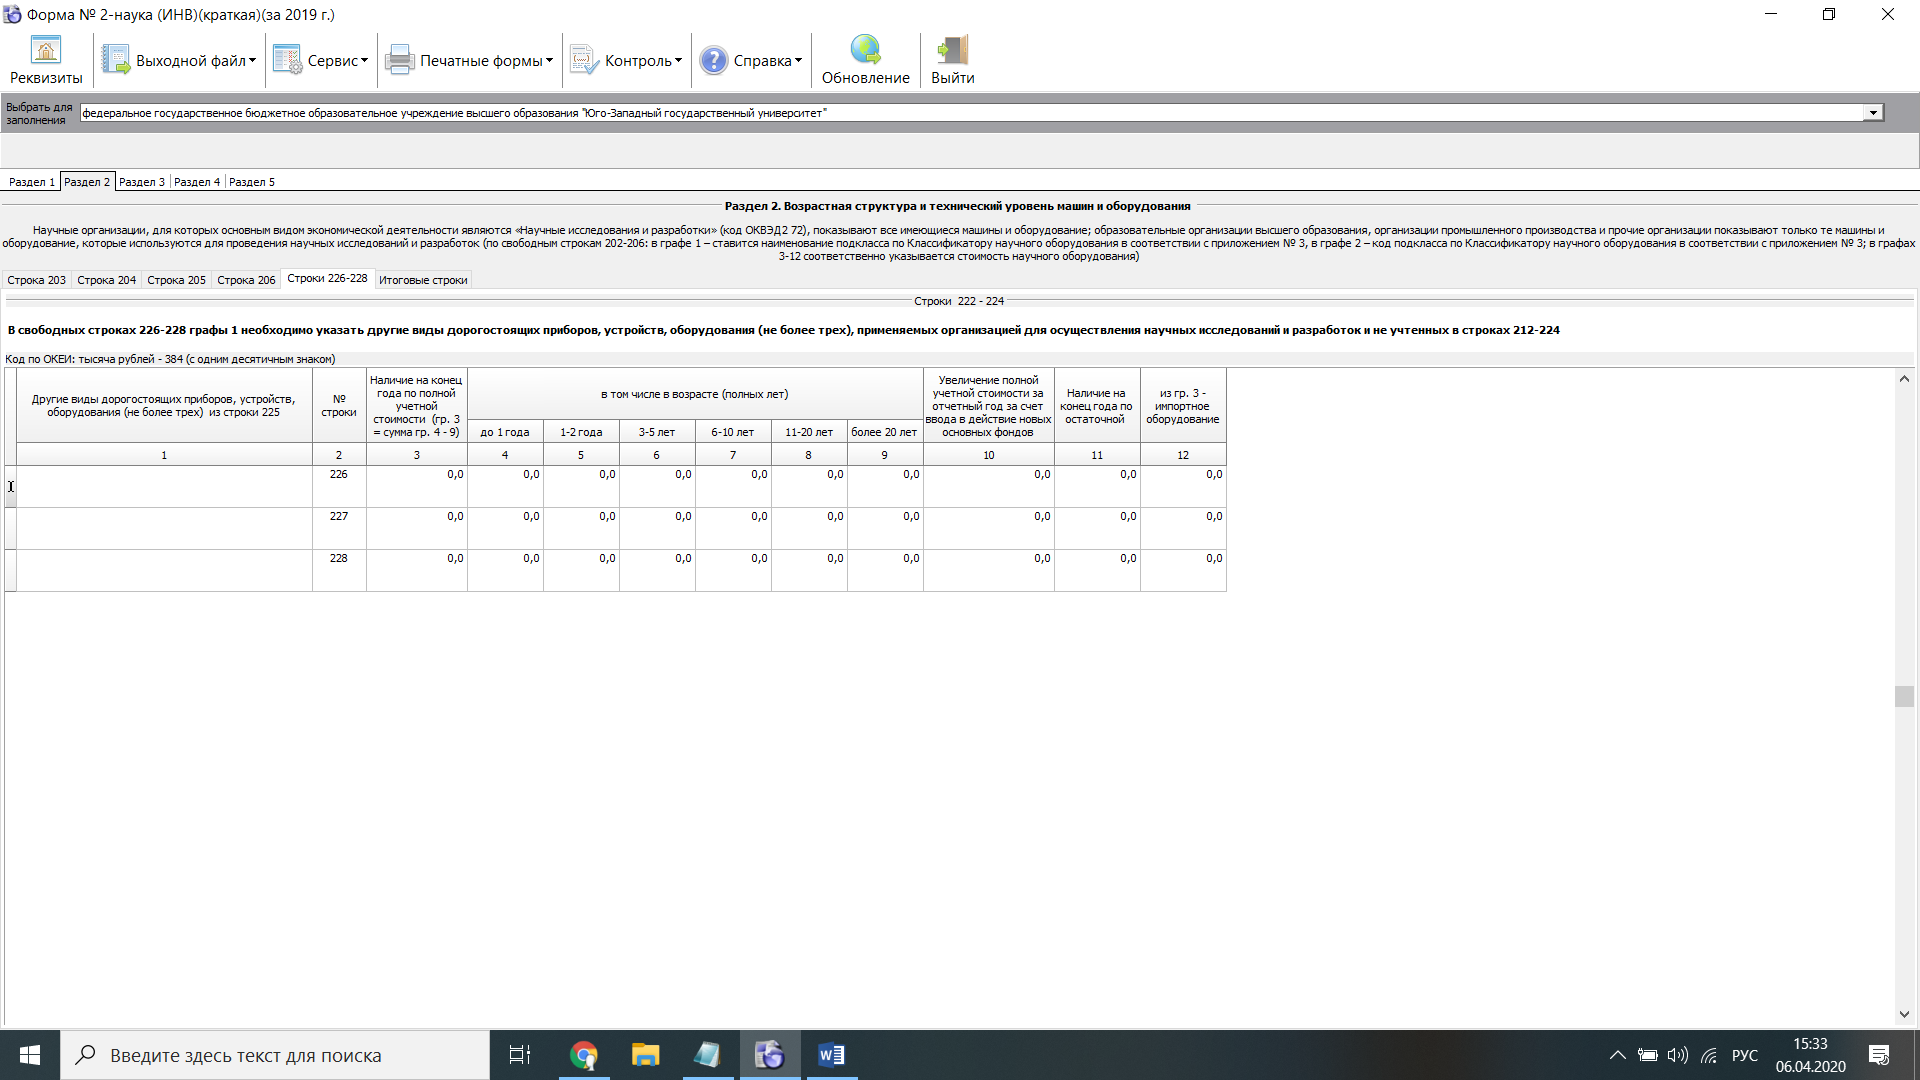 Форма № 2-наука (ИНВ)(краткая)(за 2019 г.)
Реквизиты
Выходной файл
Сервис
Печатные формы
Контроль
Справка
Обновление
Выйти
Выбрать для
заполнения
федеральное государственное бюджетное образовательное учреждение высшего образования "Юго-Западный государственный университет"
Раздел 1 Раздел 2 Раздел 3 Раздел 4 Раздел 5
Раздел 2. Возрастная структура и технический уровень машин и оборудования
Научные организации, для которых основным видом экономической деятельности являются «Научные исследования и разработки» (код ОКВЭД2 72), показывают все имеющиеся машины и оборудование; образовательные организации высшего образования, организации промышленного производства и прочие организации показывают только те машины и
оборудование, которые используются для проведения научных исследований и разработок (по свободным строкам 202-206: в графе 1 – ставится наименование подкласса по Классификатору научного оборудования в соответствии с приложением № 3, в графе 2 – код подкласса по Классификатору научного оборудования в соответствии с приложением № 3; в графах
3-12 соответственно указывается стоимость научного оборудования)
Строка 203 Строка 204 Строка 205 Строка 206 Строки 226-228 Итоговые строки
Строки 222 - 224
В свободных строках 226-228 графы 1 необходимо указать другие виды дорогостоящих приборов, устройств, оборудования (не более трех), применяемых организацией для осуществления научных исследований и разработок и не учтенных в строках 212-224
Код по ОКЕИ: тысяча рублей - 384 (с одним десятичным знаком)
Другие виды дорогостоящих приборов, устройств,
оборудования (не более трех) из строки 225
№
строки
Наличие на конец
года по полной
учетной
стоимости (гр. 3
= сумма гр. 4 - 9)
в том числе в возрасте (полных лет)
до 1 года 1-2 года 3-5 лет 6-10 лет 11-20 лет более 20 лет
Увеличение полной
учетной стоимости за
отчетный год за счет
ввода в действие новых
основных фондов
Наличие на
конец года по
остаточной
из гр. 3 -
импортное
оборудование
1 2 3 4 5 6 7 8 9 10 11 12
226 0,0 0,0 0,0 0,0 0,0 0,0 0,0 0,0 0,0 0,0
227 0,0 0,0 0,0 0,0 0,0 0,0 0,0 0,0 0,0 0,0
228 0,0 0,0 0,0 0,0 0,0 0,0 0,0 0,0 0,0 0,0
Введите здесь текст для поиска
РУС
15:33
06.04.2020